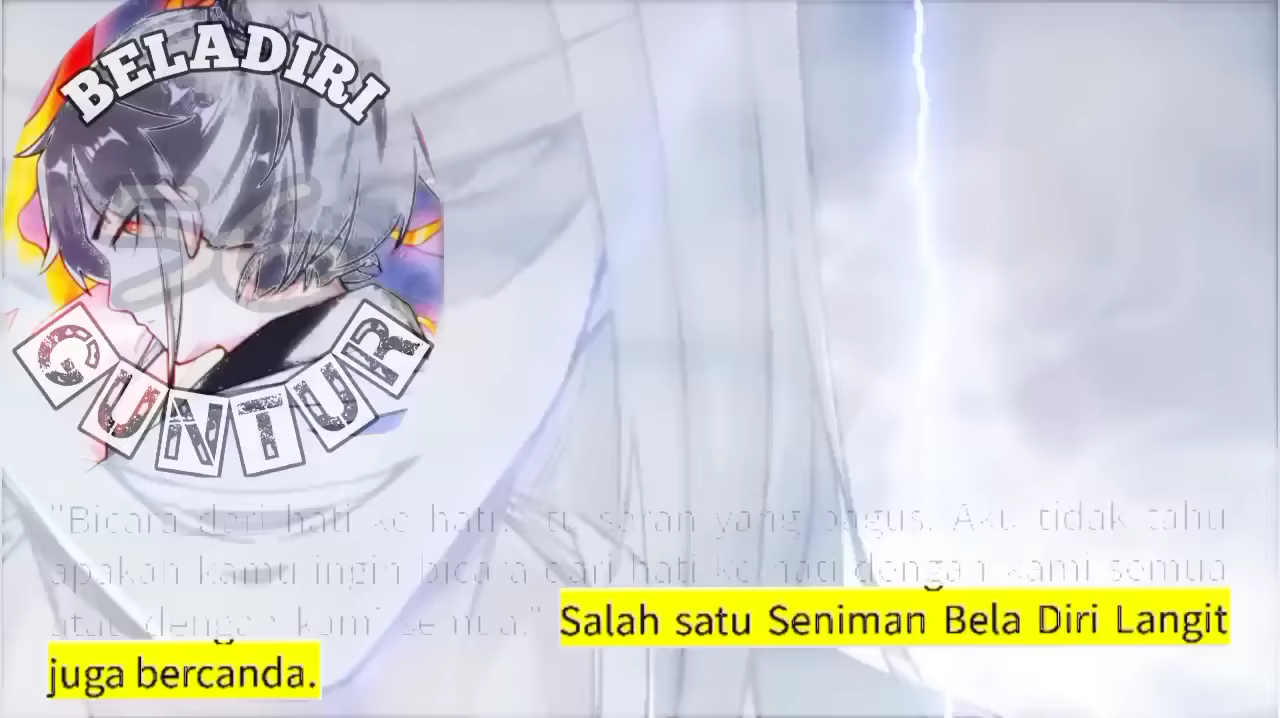 BELADIRI
GUNTUR
"Bicara dari hati ke hati, itu saran yang bagus. Aku tidak tahu
apakah kamu ingin bicara dari hati ke hati dengan kami semua
atau dengan kami semua." Salah satu Seniman Bela Diri Langit
juga bercanda.